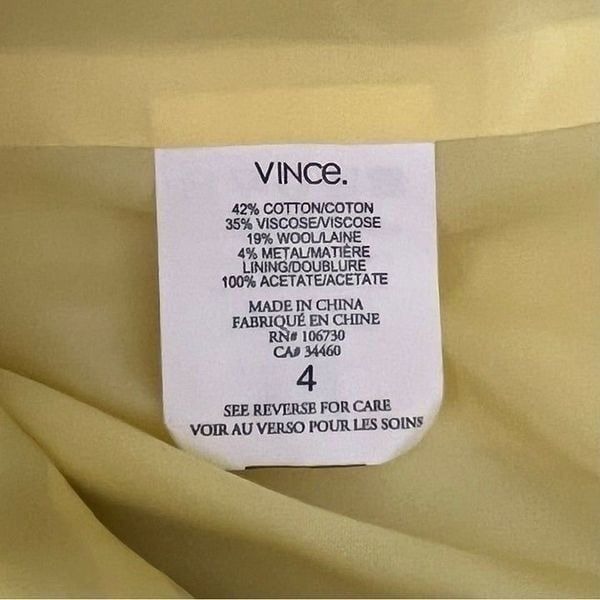 VINCe.
42% COTTON/COTON
35% VISCOSE/VISCOSE
19% WOOL/LAINE
4% METAL/MATIÈRE
LINING/DOUBLURE
100% ACETATE/ACETATE
MADE IN CHINA
FABRIQUÉ EN CHINE
RN# 106730
CA# 34460
4
SEE REVERSE FOR CARE
VOIR AU VERSO POUR LES SOINS